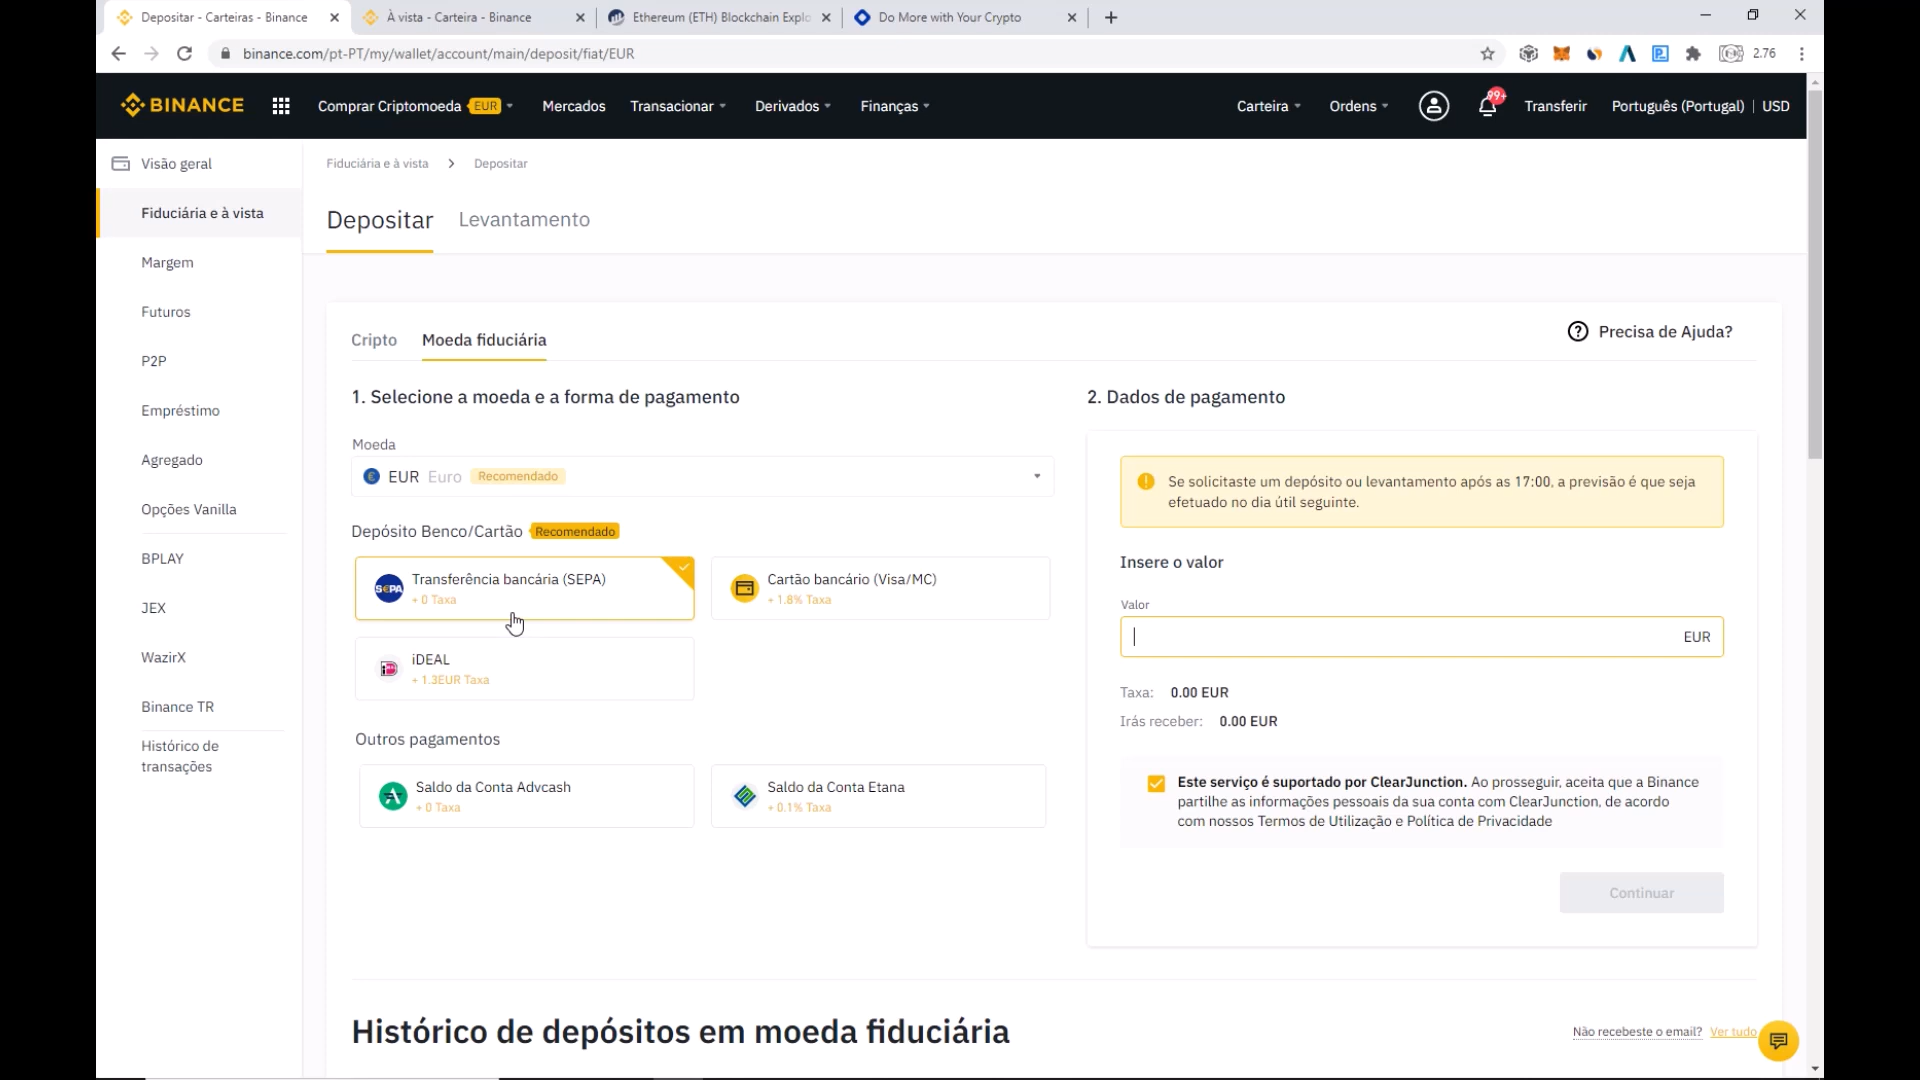 Depositar - Carteiras - Binance
À vista - Carteira - Binance
Ethereum (ETH) Blockchain Explo
Do More with Your Crypto
binance.com/pt-PT/my/wallet/account/main/deposit/fiat/EUR
2.76
BINANCE
Comprar Criptomoeda EUR
Mercados
Transacionar
Derivados
Finanças
Carteira
Ordens
99+
Transferir
Português (Portugal) | USD
Visão geral
Fiduciária e à vista
Margem
Futuros
P2P
Empréstimo
Agregado
Opções Vanilla
BPLAY
JEX
WazirX
Binance TR
Histórico de
transações
Fiduciária e à vista > Depositar
Depositar
Levantamento
Cripto
Moeda fiduciária
Precisa de Ajuda?
1. Selecione a moeda e a forma de pagamento
Moeda
EUR Euro Recomendado
Depósito Benco/Cartão Recomendado
SEPA
Transferência bancária (SEPA)
+ 0 Taxa
Cartão bancário (Visa/MC)
+ 1.8% Taxa
iDEAL
+ 1.3EUR Taxa
Outros pagamentos
Saldo da Conta Advcash
+ 0 Taxa
Saldo da Conta Etana
+ 0.1% Taxa
2. Dados de pagamento
Se solicitaste um depósito ou levantamento após as 17:00, a previsão é que seja
efetuado no dia útil seguinte.
Insere o valor
Valor
EUR
Taxa: 0.00 EUR
Irás receber: 0.00 EUR
Este serviço é suportado por ClearJunction. Ao prosseguir, aceita que a Binance
partilhe as informações pessoais da sua conta com ClearJunction, de acordo
com nossos Termos de Utilização e Política de Privacidade
Continuar
Histórico de depósitos em moeda fiduciária
Não recebeste o email?
Ver tudo